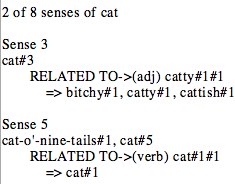 2 of 8 senses of cat
Sense 3
cat#3
RELATED TO->(adj) catty#1#1
=> bitchy#1, catty#1, cattish#1
Sense 5
cat-o'-nine-tails#1, cat#5
RELATED TO->(verb) cat#1#1
=> cat#1